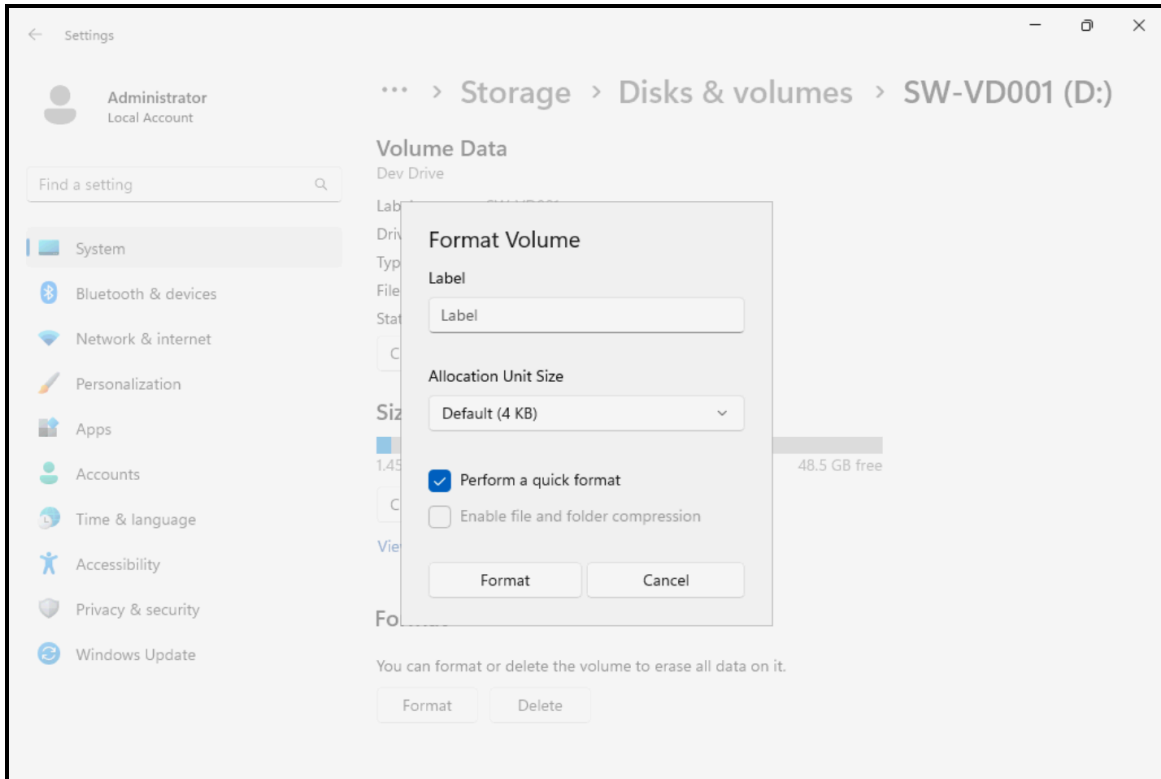 Settings
Administrator
Local Account
Find a setting
System
Bluetooth & devices
Network & internet
Personalization
Apps
Accounts
Time & language
Accessibility
Privacy & security
Windows Update
··· > Storage > Disks & volumes > SW-VD001 (D:)
Volume Data
Dev Drive
Format Volume
Label
Label
Allocation Unit Size
Default (4 KB)
Perform a quick format
Enable file and folder compression
Format Cancel
1.45
48.5 GB free
You can format or delete the volume to erase all data on it.
Format Delete